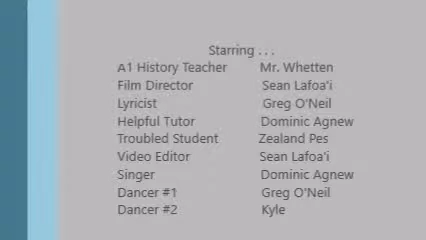 Starring . . .
A1 History Teacher Mr. Whetten
Film Director Sean Lafoa'i
Lyricist Greg O'Neil
Helpful Tutor Dominic Agnew
Troubled Student Zealand Pes
Video Editor Sean Lafoa'i
Singer Dominic Agnew
Dancer #1 Greg O'Neil
Dancer #2 Kyle